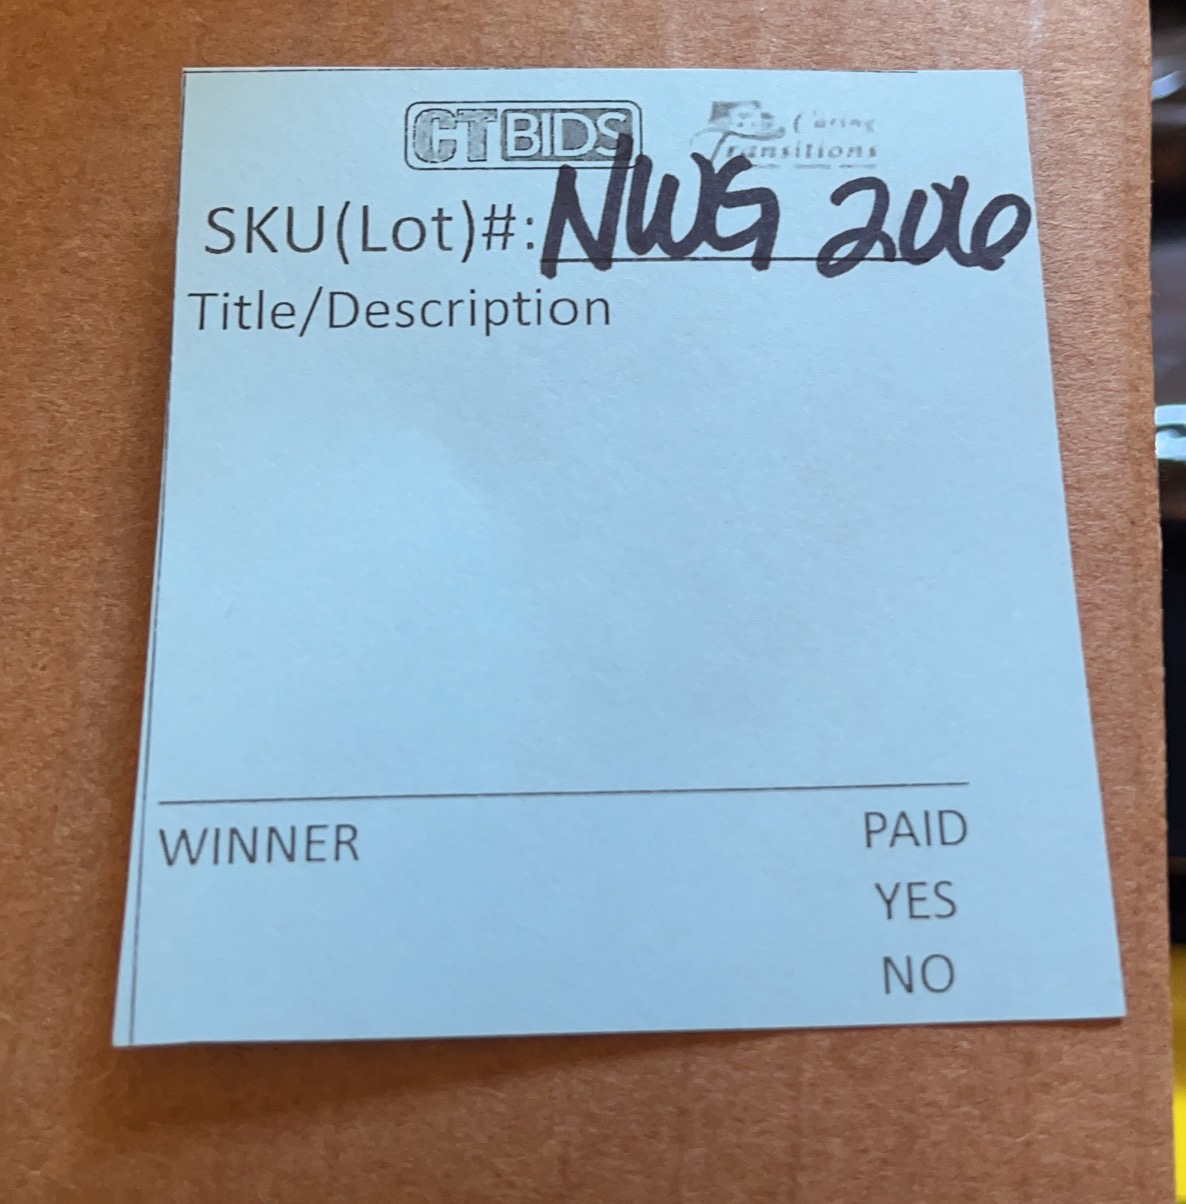 CT BIDS Caring Transitions
SKU(Lot)#: NWG 206
Title/Description
WINNER PAID
YES
NO